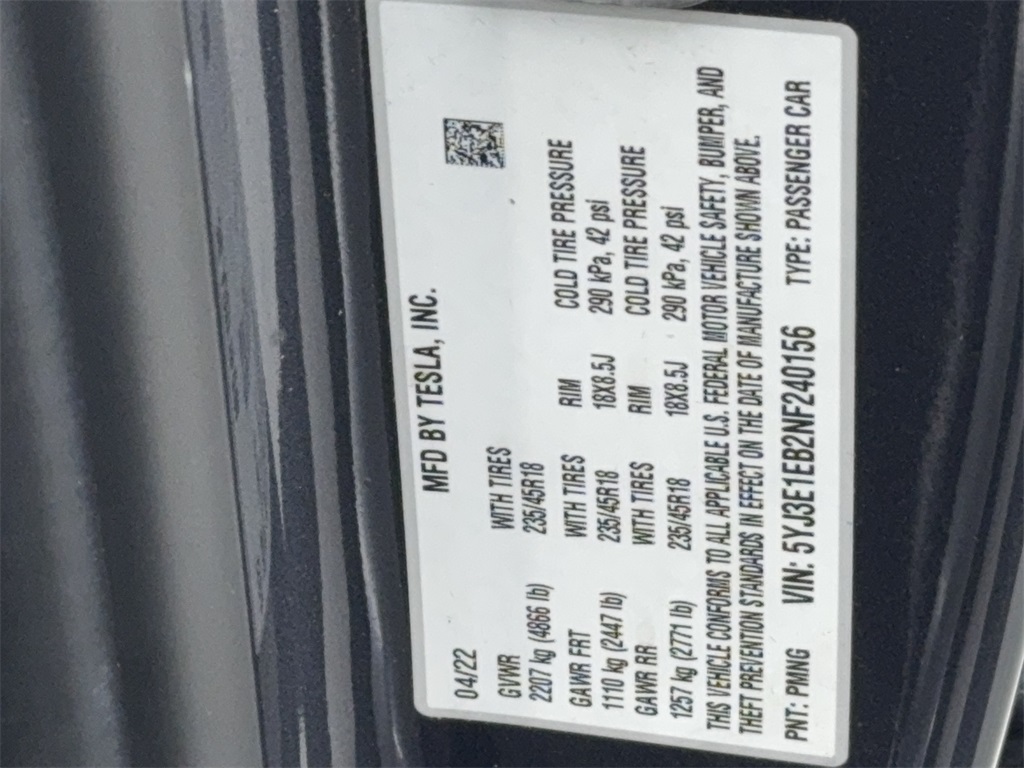 MFD BY TESLA, INC.
04/22
GVWR WITH TIRES
2207 kg (4866 lb) 235/45R18
GAWR FRT WITH TIRES RIM COLD TIRE PRESSURE
1110 kg (2447 lb) 235/45R18 18X8.5J 290 kPa, 42 psi
GAWR RR WITH TIRES RIM COLD TIRE PRESSURE
1257 kg (2771 lb) 235/45R18 18X8.5J 290 kPa, 42 psi
THIS VEHICLE CONFORMS TO ALL APPLICABLE U.S. FEDERAL MOTOR VEHICLE SAFETY, BUMPER, AND
THEFT PREVENTION STANDARDS IN EFFECT ON THE DATE OF MANUFACTURE SHOWN ABOVE.
PNT: PMNG VIN: 5YJ3E1EB2NF240156 TYPE: PASSENGER CAR